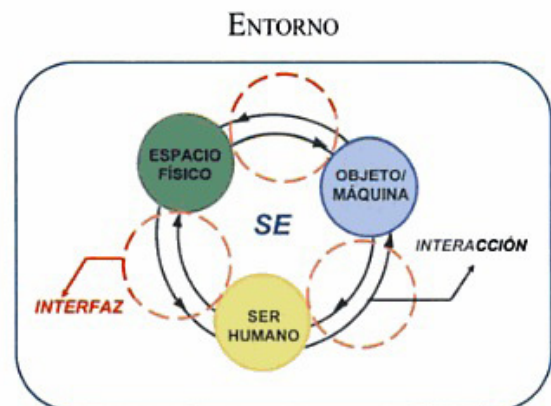 ENTORNO
ESPACIO
FÍSICO
OBJETO/
MÁQUINA
SE
INTERACCIÓN
INTERFAZ
SER
HUMANO